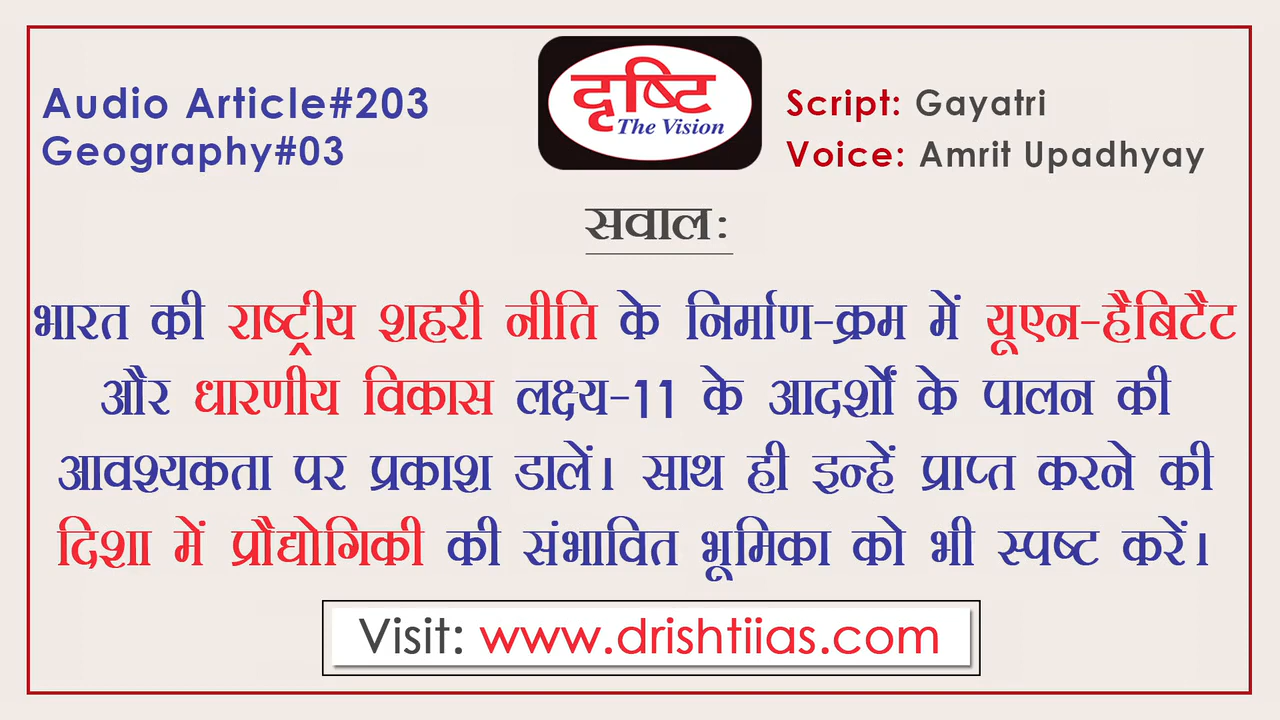 Audio Article#203
Geography#03
दृष्टि
The Vision
Script: Gayatri
Voice: Amrit Upadhyay
सवाल:
भारत की राष्ट्रीय शहरी नीति के निर्माण-क्रम में यूएन-हैबिटैट
और धारणीय विकास लक्ष्य-11 के आदर्शों के पालन की
आवश्यकता पर प्रकाश डालें। साथ ही इन्हें प्राप्त करने की
दिशा में प्रौद्योगिकी की संभावित भूमिका को भी स्पष्ट करें।
Visit: www.drishtiias.com